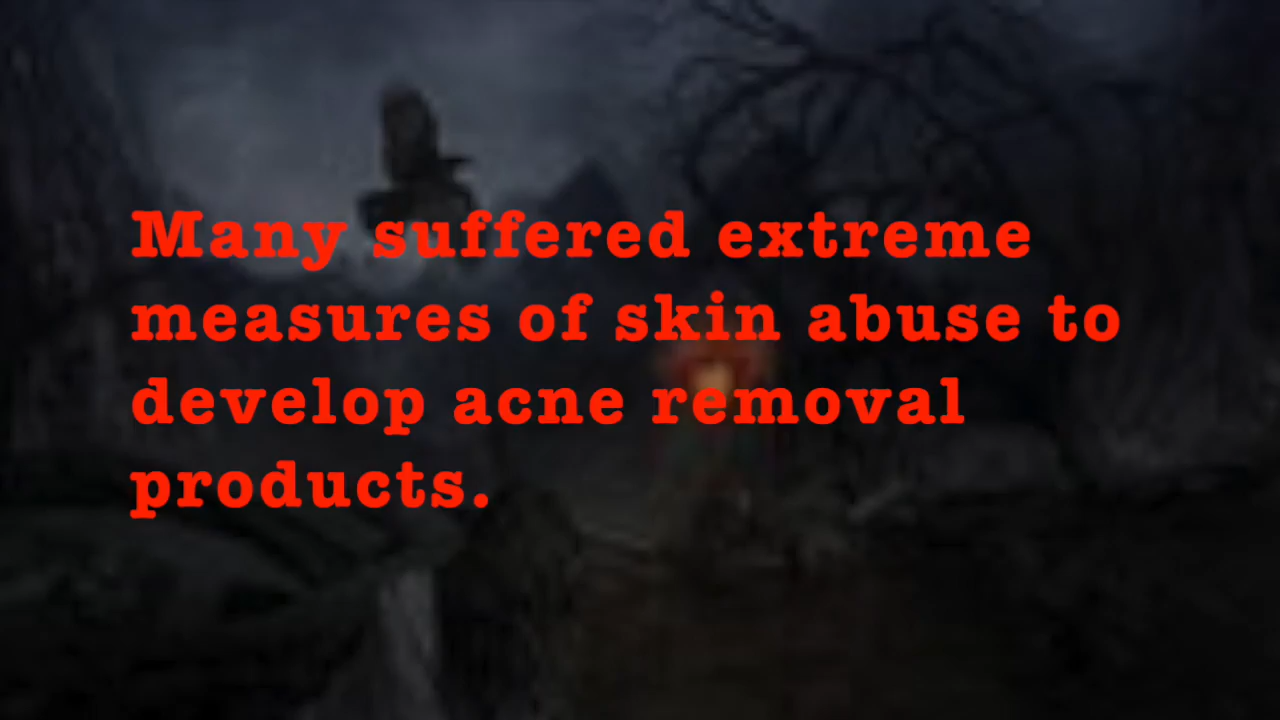 Many suffered extreme
measures of skin abuse to
develop acne removal
products.